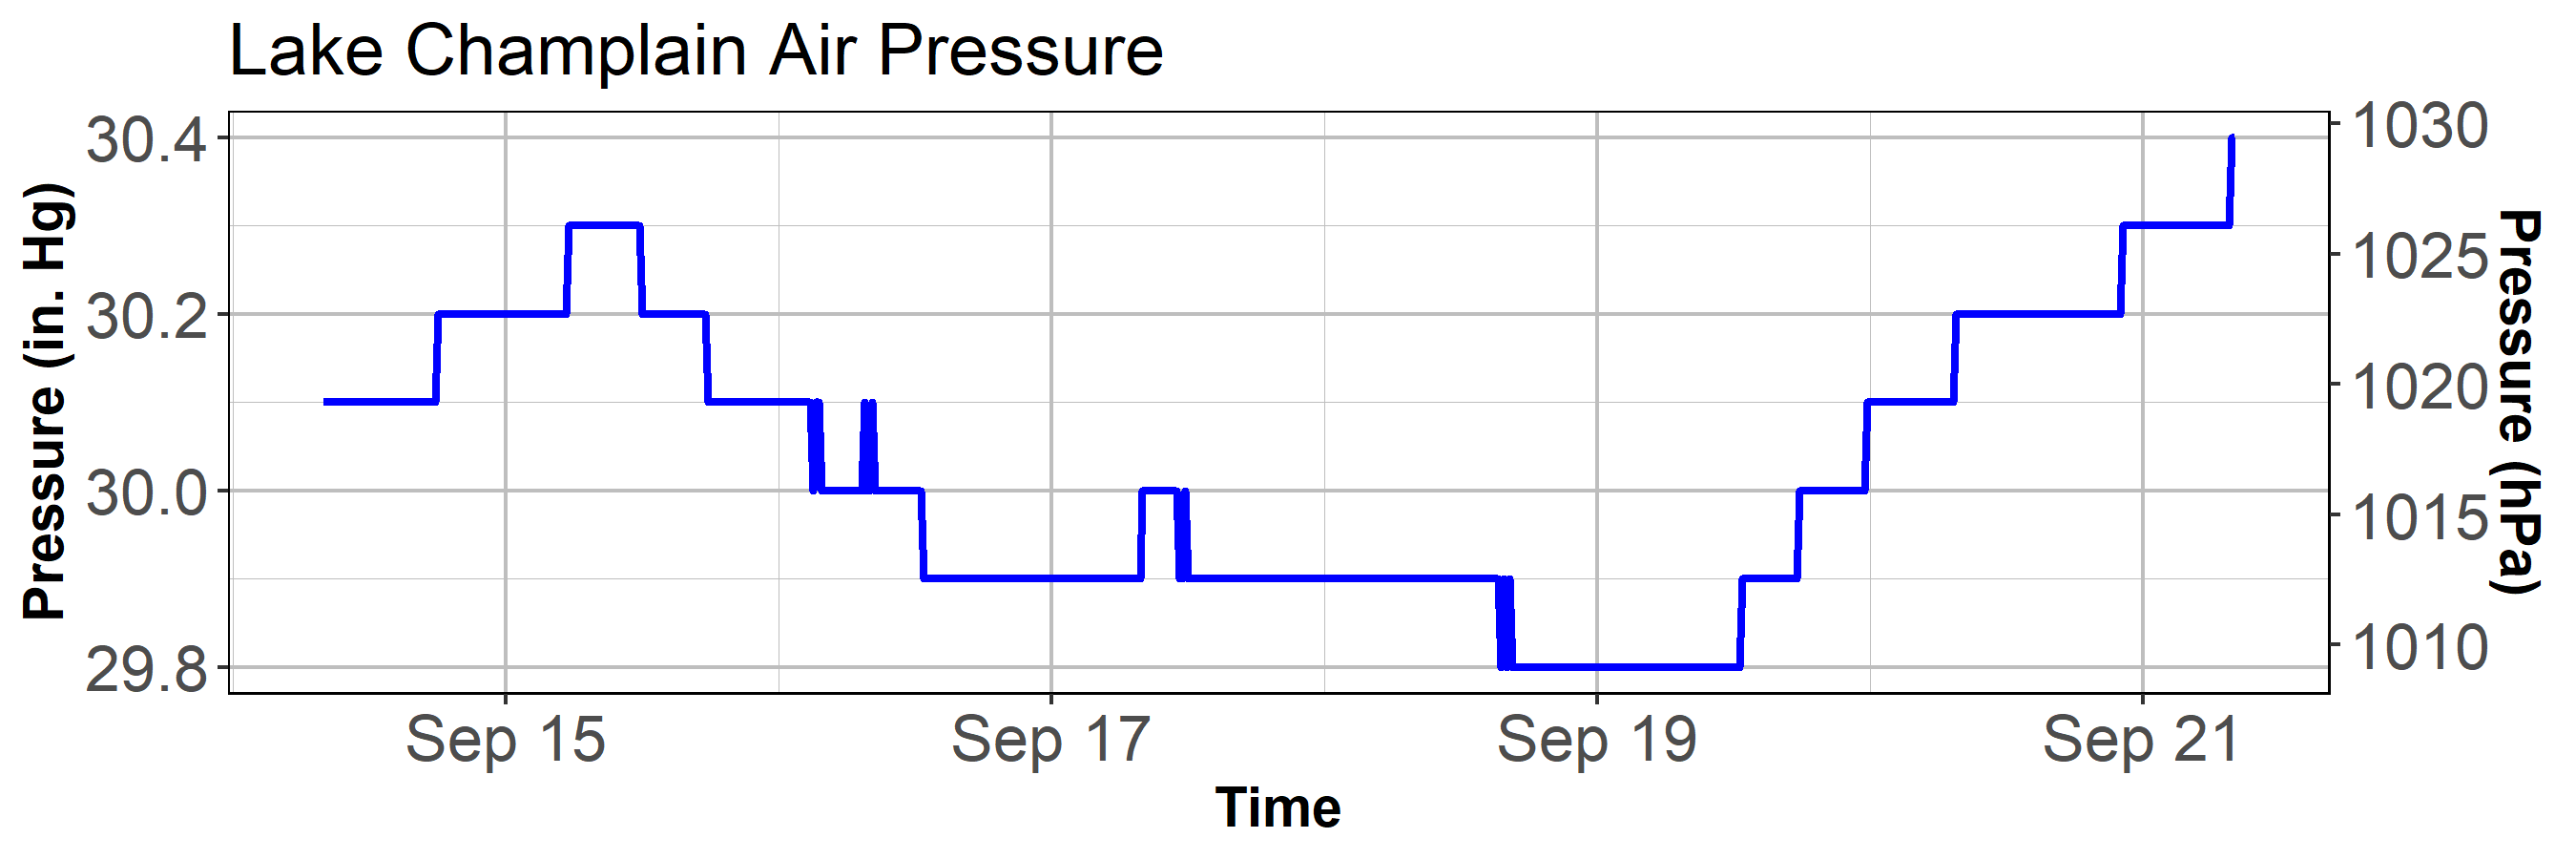 Lake Champlain Air Pressure
Pressure (in. Hg)
30.4
30.2
30.0
29.8
1030
1025
1020
1015
1010
Pressure (hPa)
Sep 15 Sep 17 Sep 19 Sep 21
Time